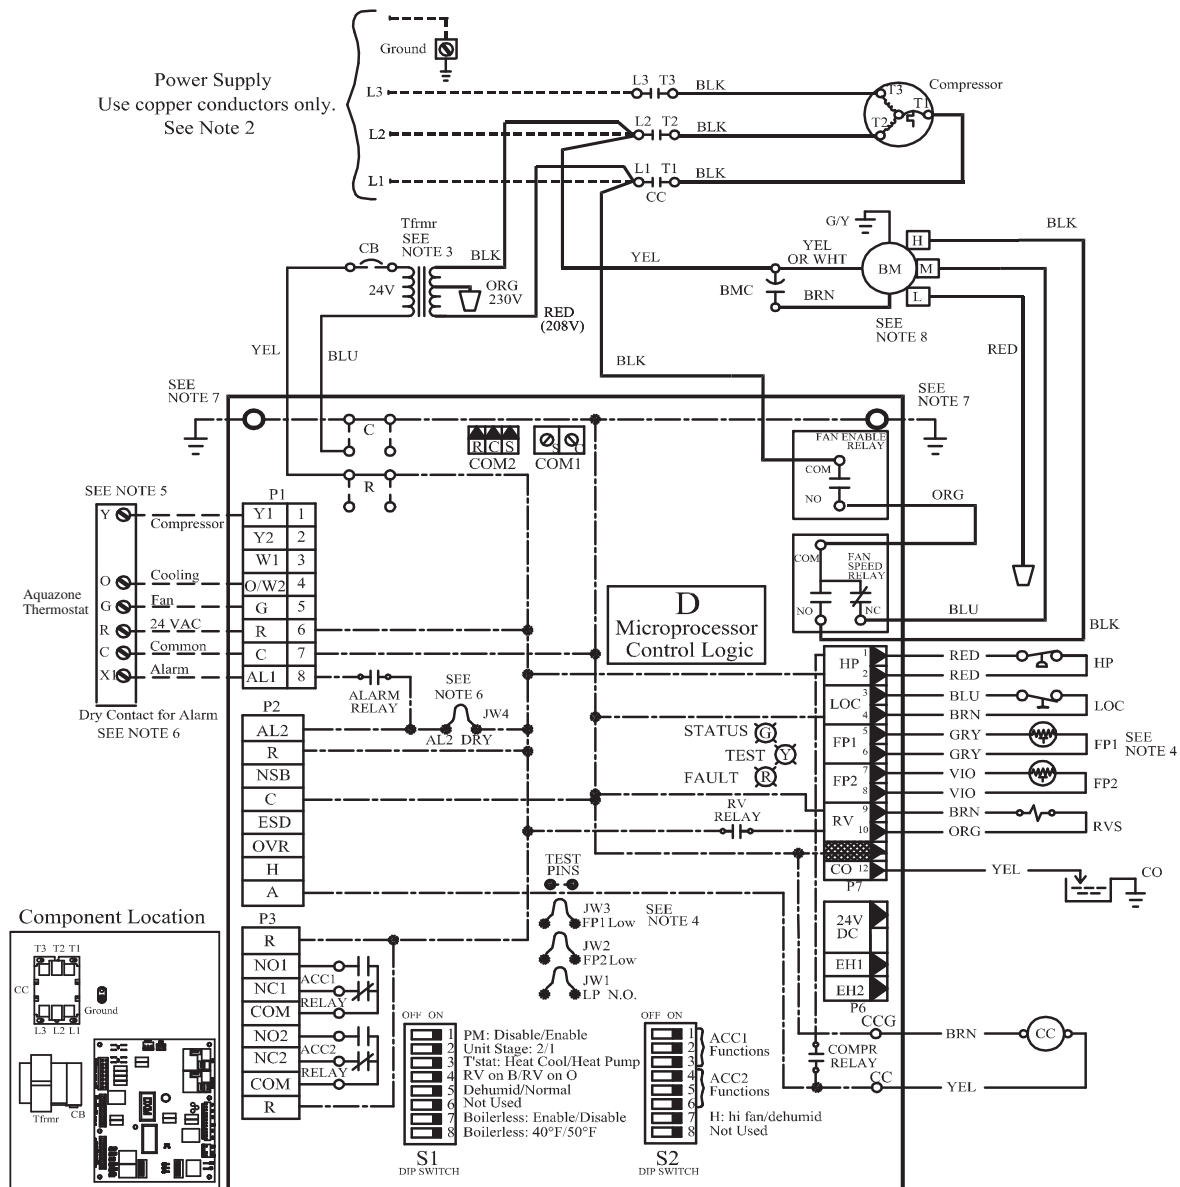 Ground
Power Supply
Use copper conductors only.
See Note 2
L3
L2
L1
L3 T3
BLK
L2 T2
BLK
L1 T1
BLK
CC
Compressor
T3
T1
T2
G/Y
H
BLK
YEL
OR WHT
BM
M
BMC
BRN
L
SEE
NOTE 8
RED
YEL
Tfrmr
SEE
NOTE 3
CB
24V
BLK
ORG
230V
RED
(208V)
YEL
BLU
BLK
SEE
NOTE 7
SEE
NOTE 7
C
R
R C S
COM2
S C
COM1
FAN ENABLE
RELAY
COM
NO
ORG
COM
FAN
SPEED
RELAY
NO
NC
BLU
BLK
SEE NOTE 5
Y
Compressor
O
Cooling
Aquazone
Thermostat
G
Fan
R
24 VAC
C
Common
X1
Alarm
Dry Contact for Alarm
SEE NOTE 6
P1
Y1 1
Y2 2
W1 3
O/W2 4
G 5
R 6
C 7
AL1 8
ALARM
RELAY
SEE
NOTE 6
JW4
AL2 DRY
D
Microprocessor
Control Logic
P2
AL2
R
NSB
C
ESD
OVR
H
A
STATUS G
TEST Y
FAULT R
RV
RELAY
HP 1
2
LOC 3
4
FP1 5
6
FP2 7
8
RV 9
10
CO 12
P7
RED
RED
HP
BLU
BRN
LOC
GRY
GRY
FP1
SEE
NOTE 4
VIO
VIO
FP2
BRN
ORG
RVS
YEL
CO
24V
DC
EH1
EH2
P6
TEST
PINS
JW3
FP1 Low
SEE
NOTE 4
JW2
FP2 Low
JW1
LP N.O.
P3
R
NO1
NC1
COM
NO2
NC2
COM
R
ACC1
RELAY
ACC2
RELAY
OFF ON
1 PM: Disable/Enable
2 Unit Stage: 2/1
3 T'stat: Heat Cool/Heat Pump
4 RV on B/RV on O
5 Dehumid/Normal
6 Not Used
7 Boilerless: Enable/Disable
8 Boilerless: 40°F/50°F
S1
DIP SWITCH
OFF ON
1
2
3
ACC1
Functions
4
5
6
ACC2
Functions
7 H: hi fan/dehumid
8 Not Used
S2
DIP SWITCH
CCG
BRN
CC
COMPR
RELAY
CC
YEL
Component Location
T3 T2 T1
CC
L3 L2 L1
Ground
Tfrmr
CB